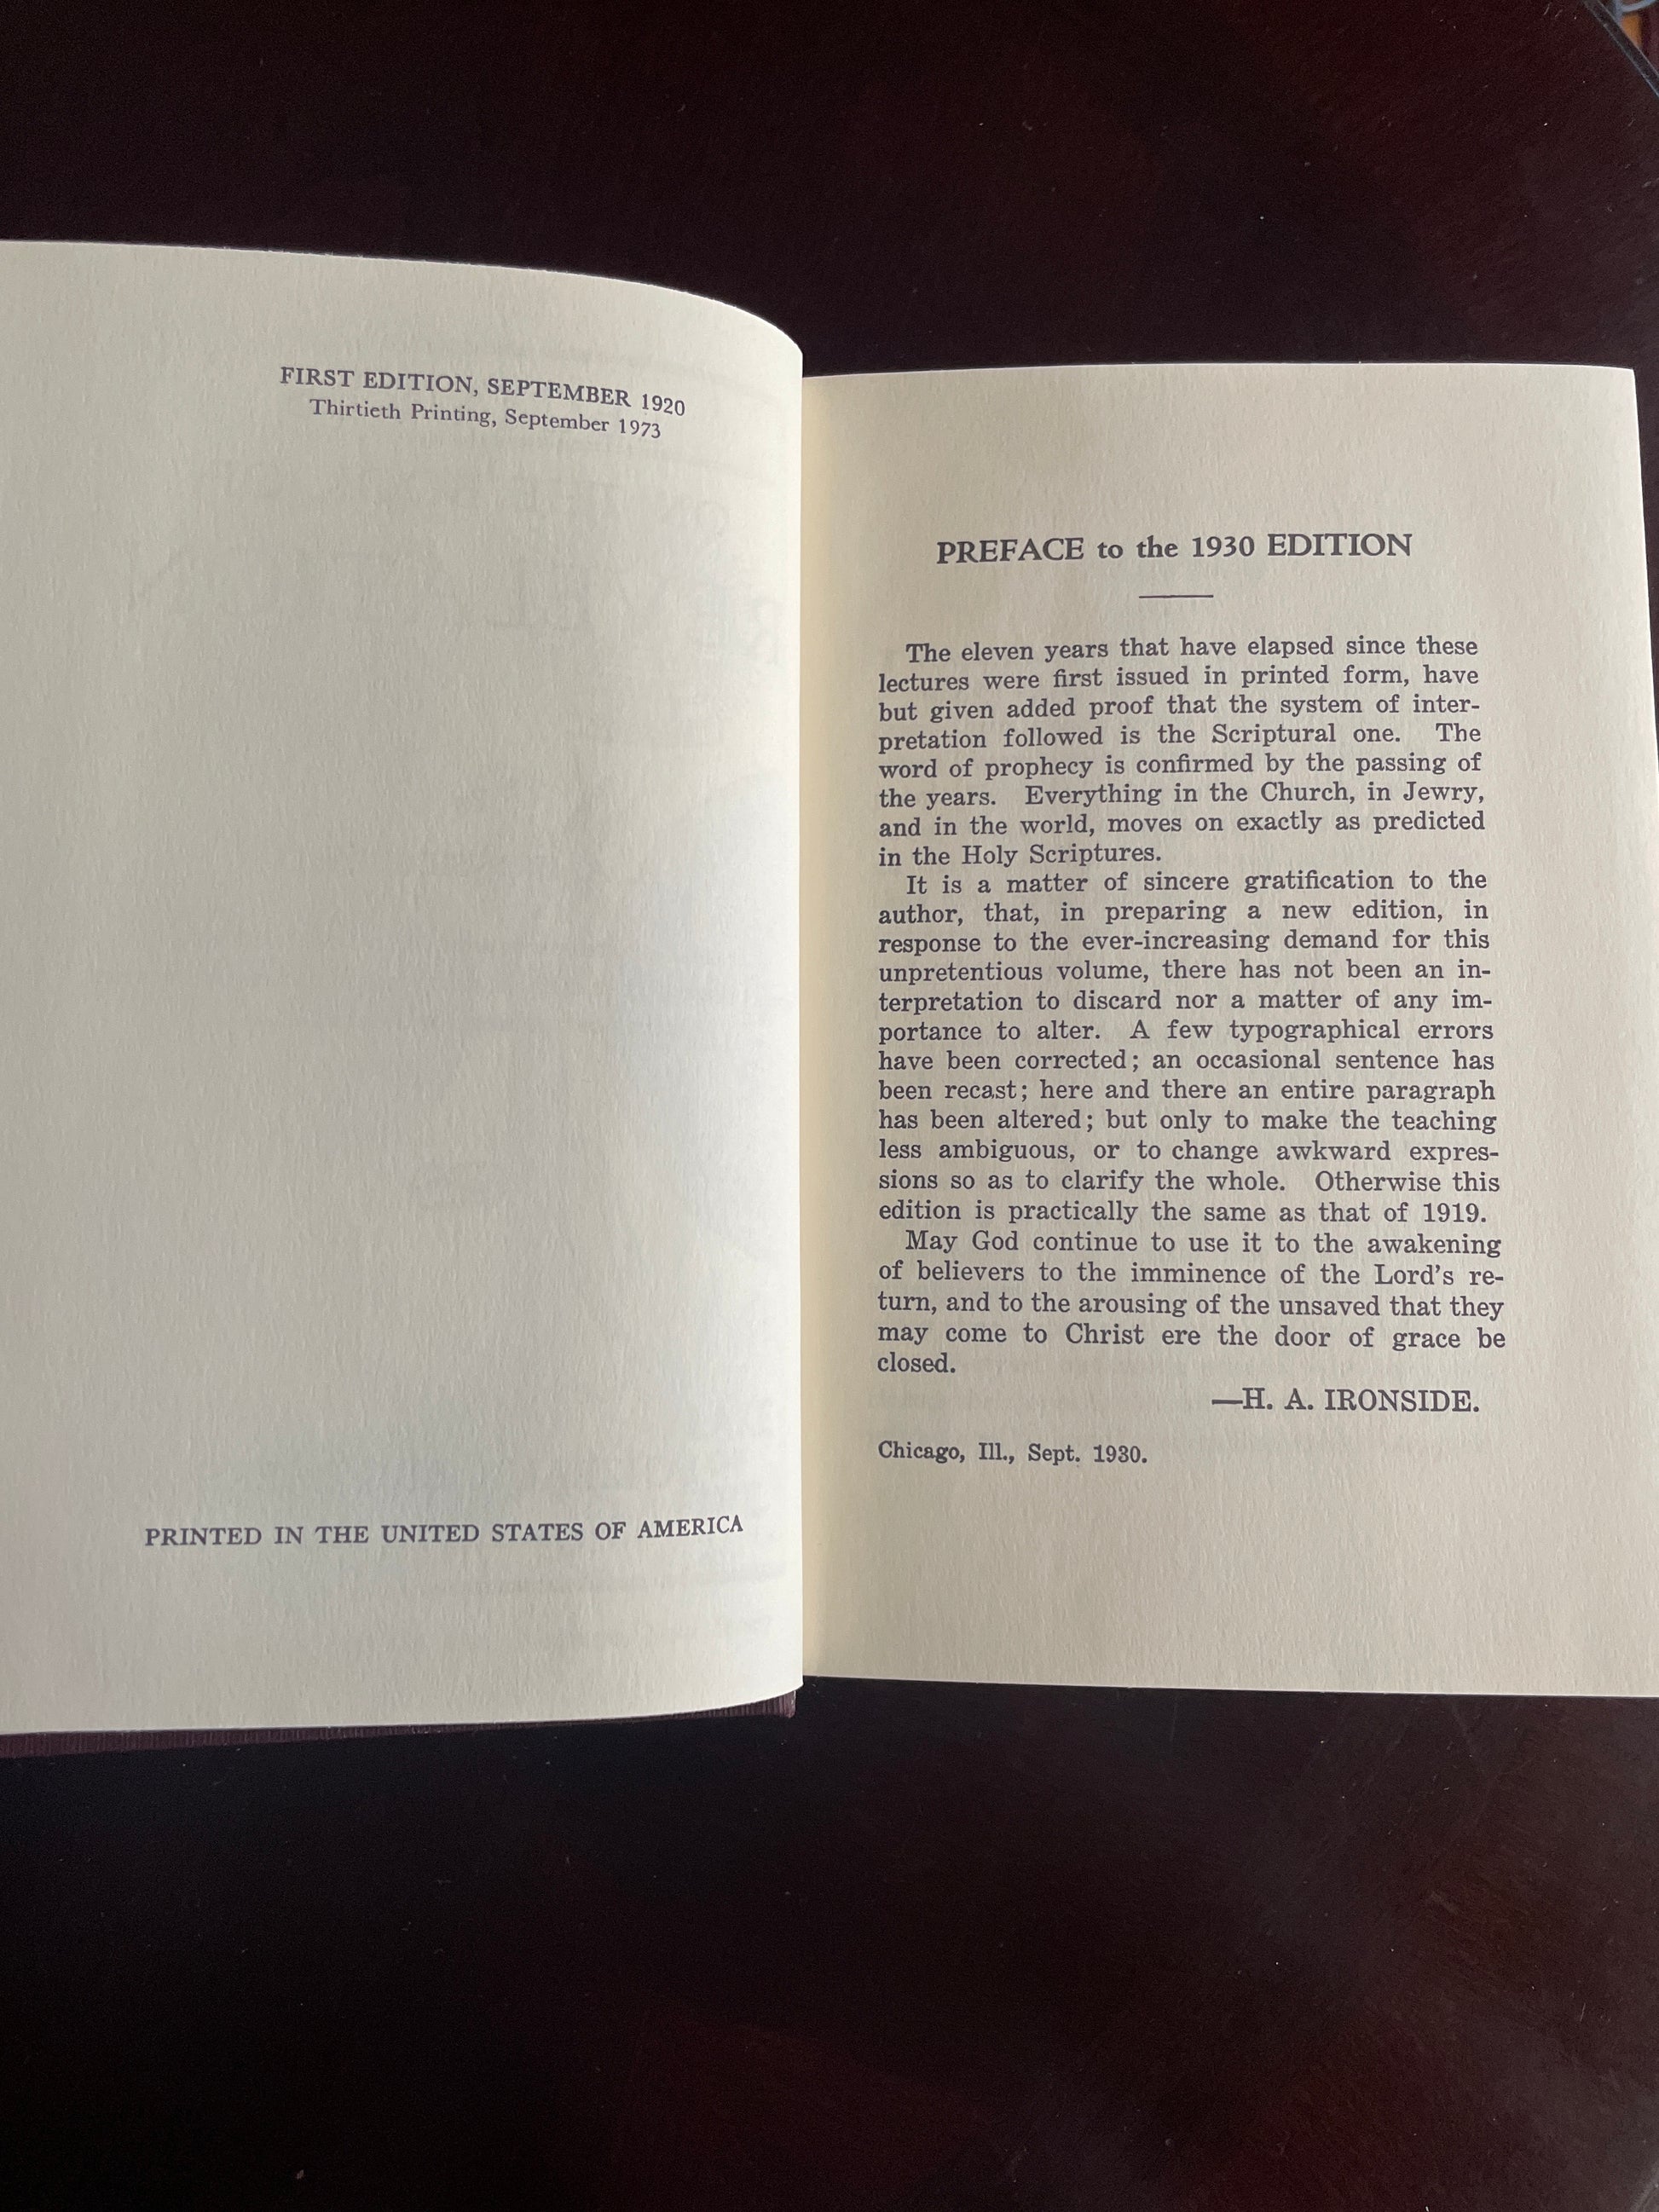 FIRST EDITION, SEPTEMBER 1920
Thirtieth Printing, September 1973
PRINTED IN THE UNITED STATES OF AMERICA
PREFACE to the 1930 EDITION
The eleven years that have elapsed since these
lectures were first issued in printed form, have
but given added proof that the system of inter-
pretation followed is the Scriptural one. The
word of prophecy is confirmed by the passing of
the years. Everything in the Church, in Jewry,
and in the world, moves on exactly as predicted
in the Holy Scriptures.
It is a matter of sincere gratification to the
author, that, in preparing a new edition, in
response to the ever-increasing demand for this
unpretentious volume, there has not been an in-
terpretation to discard nor a matter of any im-
portance to alter. A few typographical errors
have been corrected; an occasional sentence has
been recast; here and there an entire paragraph
has been altered; but only to make the teaching
less ambiguous, or to change awkward expres-
sions so as to clarify the whole. Otherwise this
edition is practically the same as that of 1919.
May God continue to use it to the awakening
of believers to the imminence of the Lord's re-
turn, and to the arousing of the unsaved that they
may come to Christ ere the door of grace be
closed.
—H. A. IRONSIDE.
Chicago, Ill., Sept. 1930.